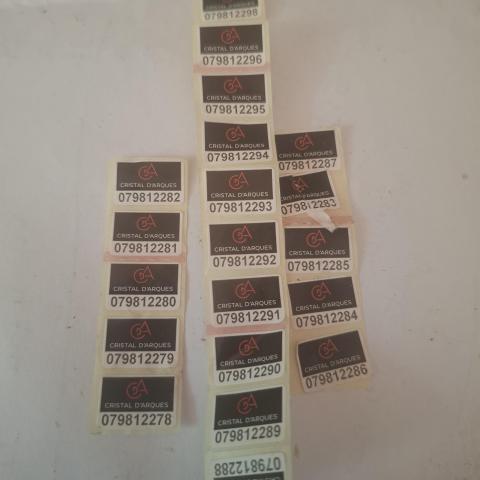 CRISTAL D'ARQUES
079812282
CRISTAL D'ARQUES
079812281
CRISTAL D'ARQUES
079812280
CRISTAL D'ARQUES
079812279
CRISTAL D'ARQUES
079812278
CRISTAL D'ARQUES
079812298
CRISTAL D'ARQUES
079812296
CRISTAL D'ARQUES
079812295
CRISTAL D'ARQUES
079812294
CRISTAL D'ARQUES
079812293
CRISTAL D'ARQUES
079812292
CRISTAL D'ARQUES
079812291
CRISTAL D'ARQUES
079812290
CRISTAL D'ARQUES
079812289
079812288
CRISTAL D'ARQUES
079812287
CRISTAL D'ARQUES
079812283
CRISTAL D'ARQUES
079812285
CRISTAL D'ARQUES
079812284
CRISTAL D'ARQUES
079812286